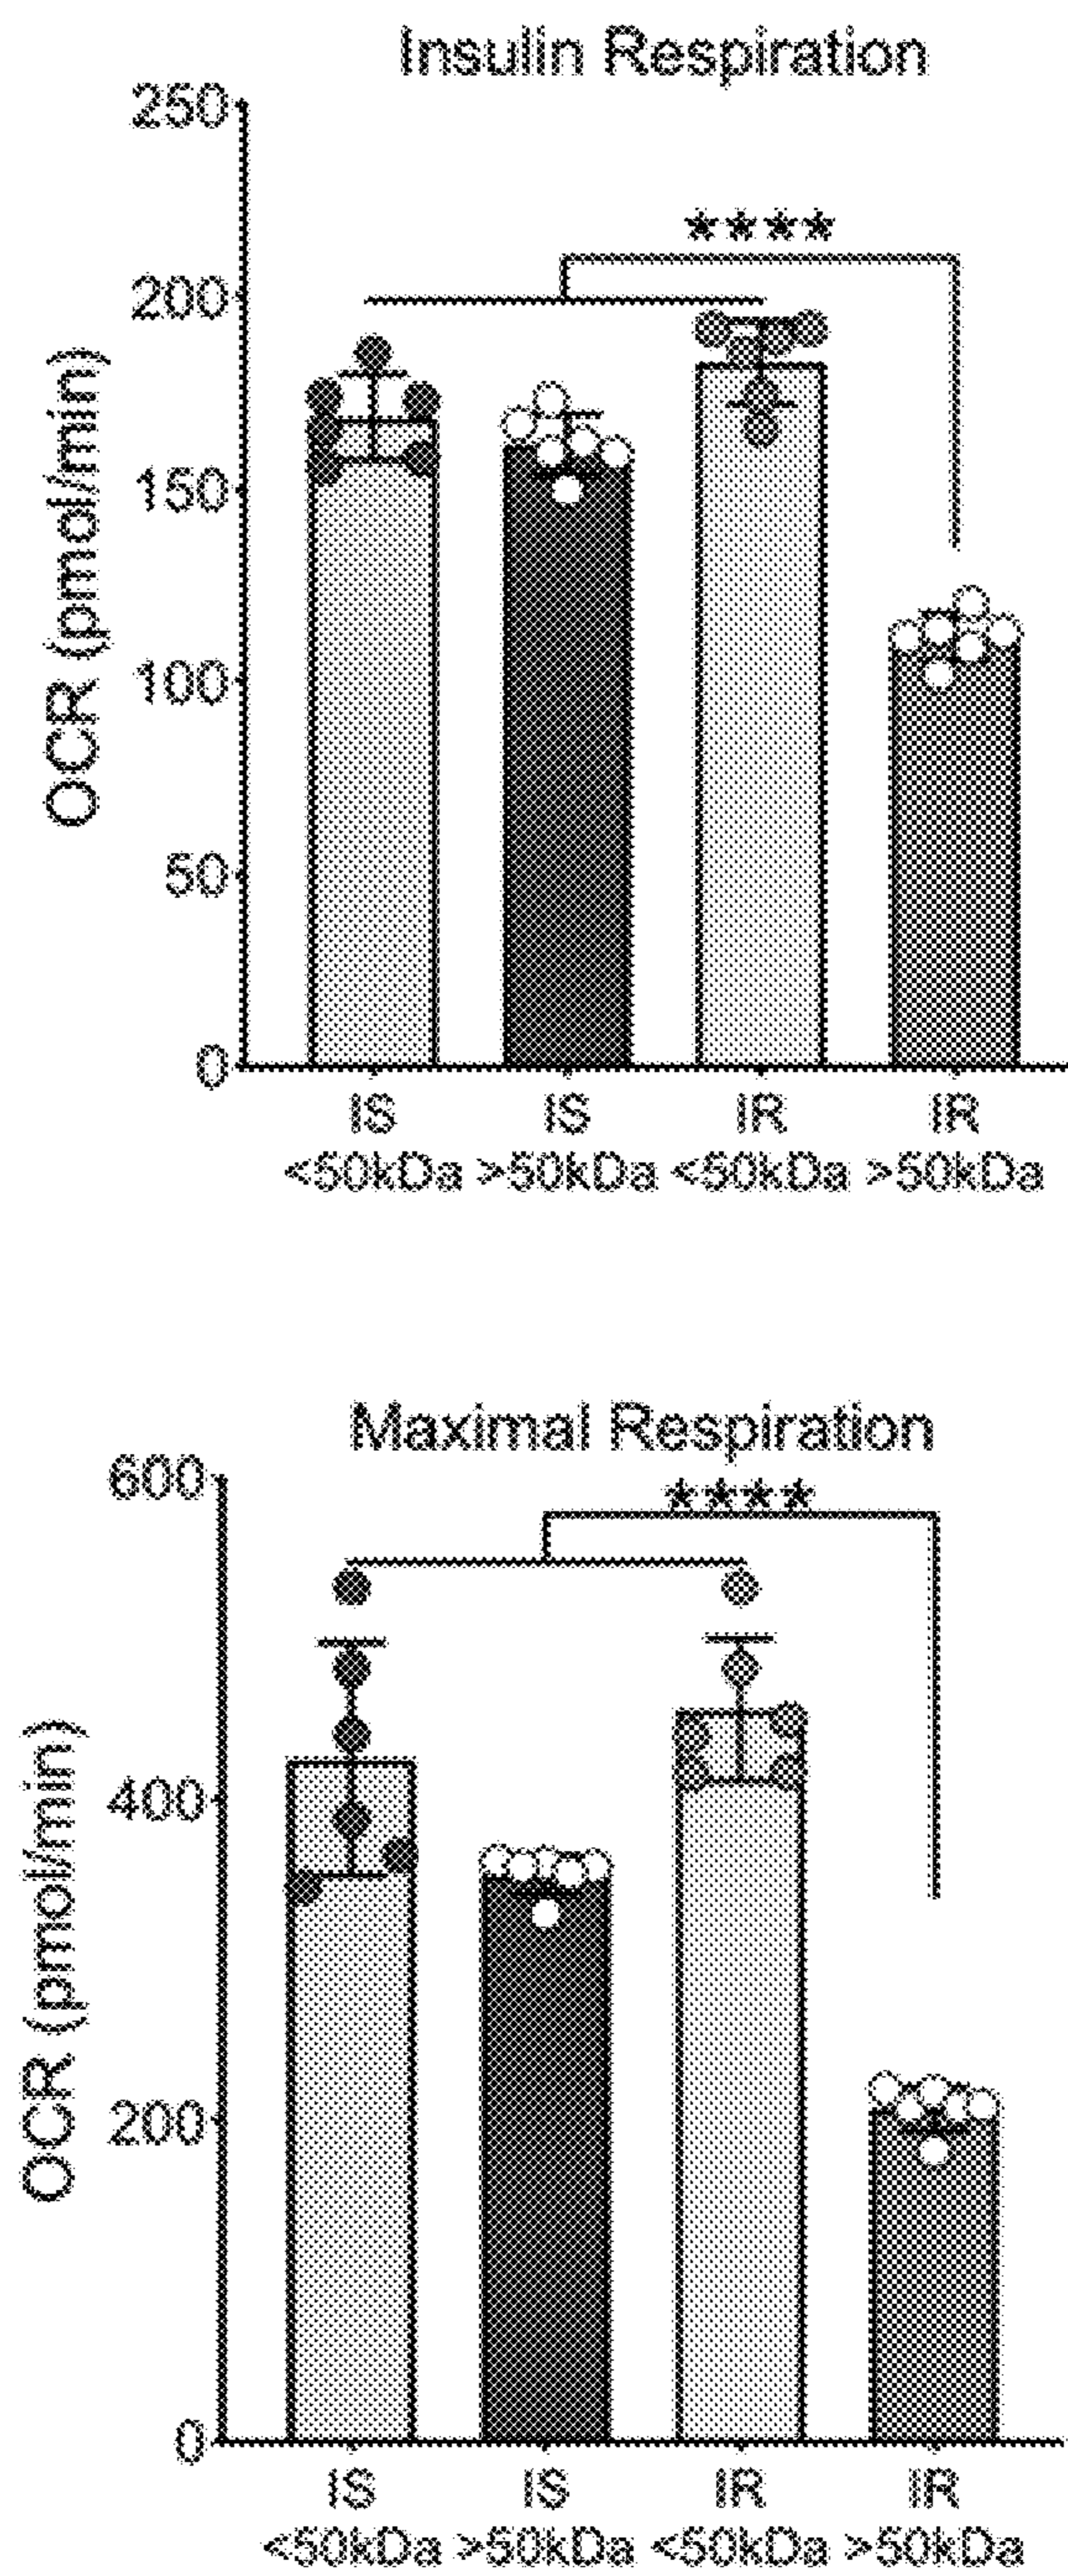 Insulin Respiration
250
****
200
150
100
50
0
OCR (pmol/min)
IS IS IR IR
<50kDa >50kDa <50kDa >50kDa
Maximal Respiration
600
****
400
200
0
OCR (pmol/min)
IS IS IR IR
<50kDa >50kDa <50kDa >50kDa